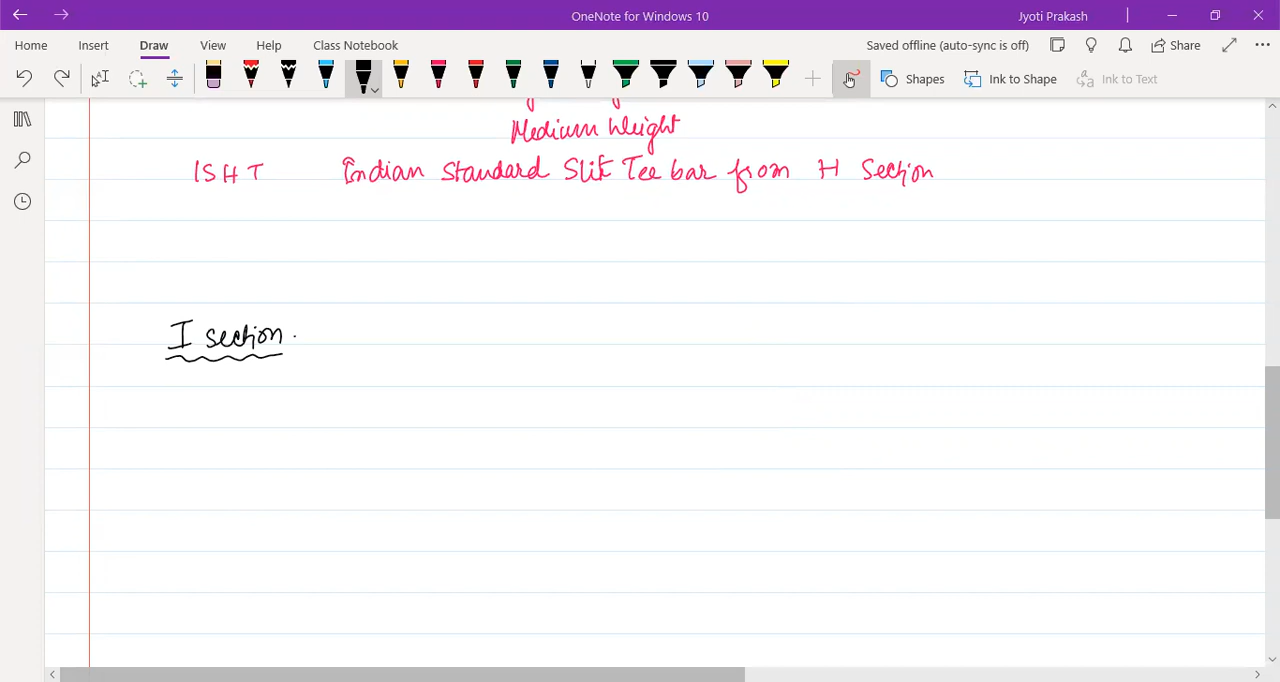 OneNote for Windows 10
Jyoti Prakash
Home Insert Draw View Help Class Notebook
Saved offline (auto-sync is off)
Share
Shapes
Ink to Shape
Ink to Text
Medium Weight
ISHT Indian Standard Slit Tee bar from H Section
I section.